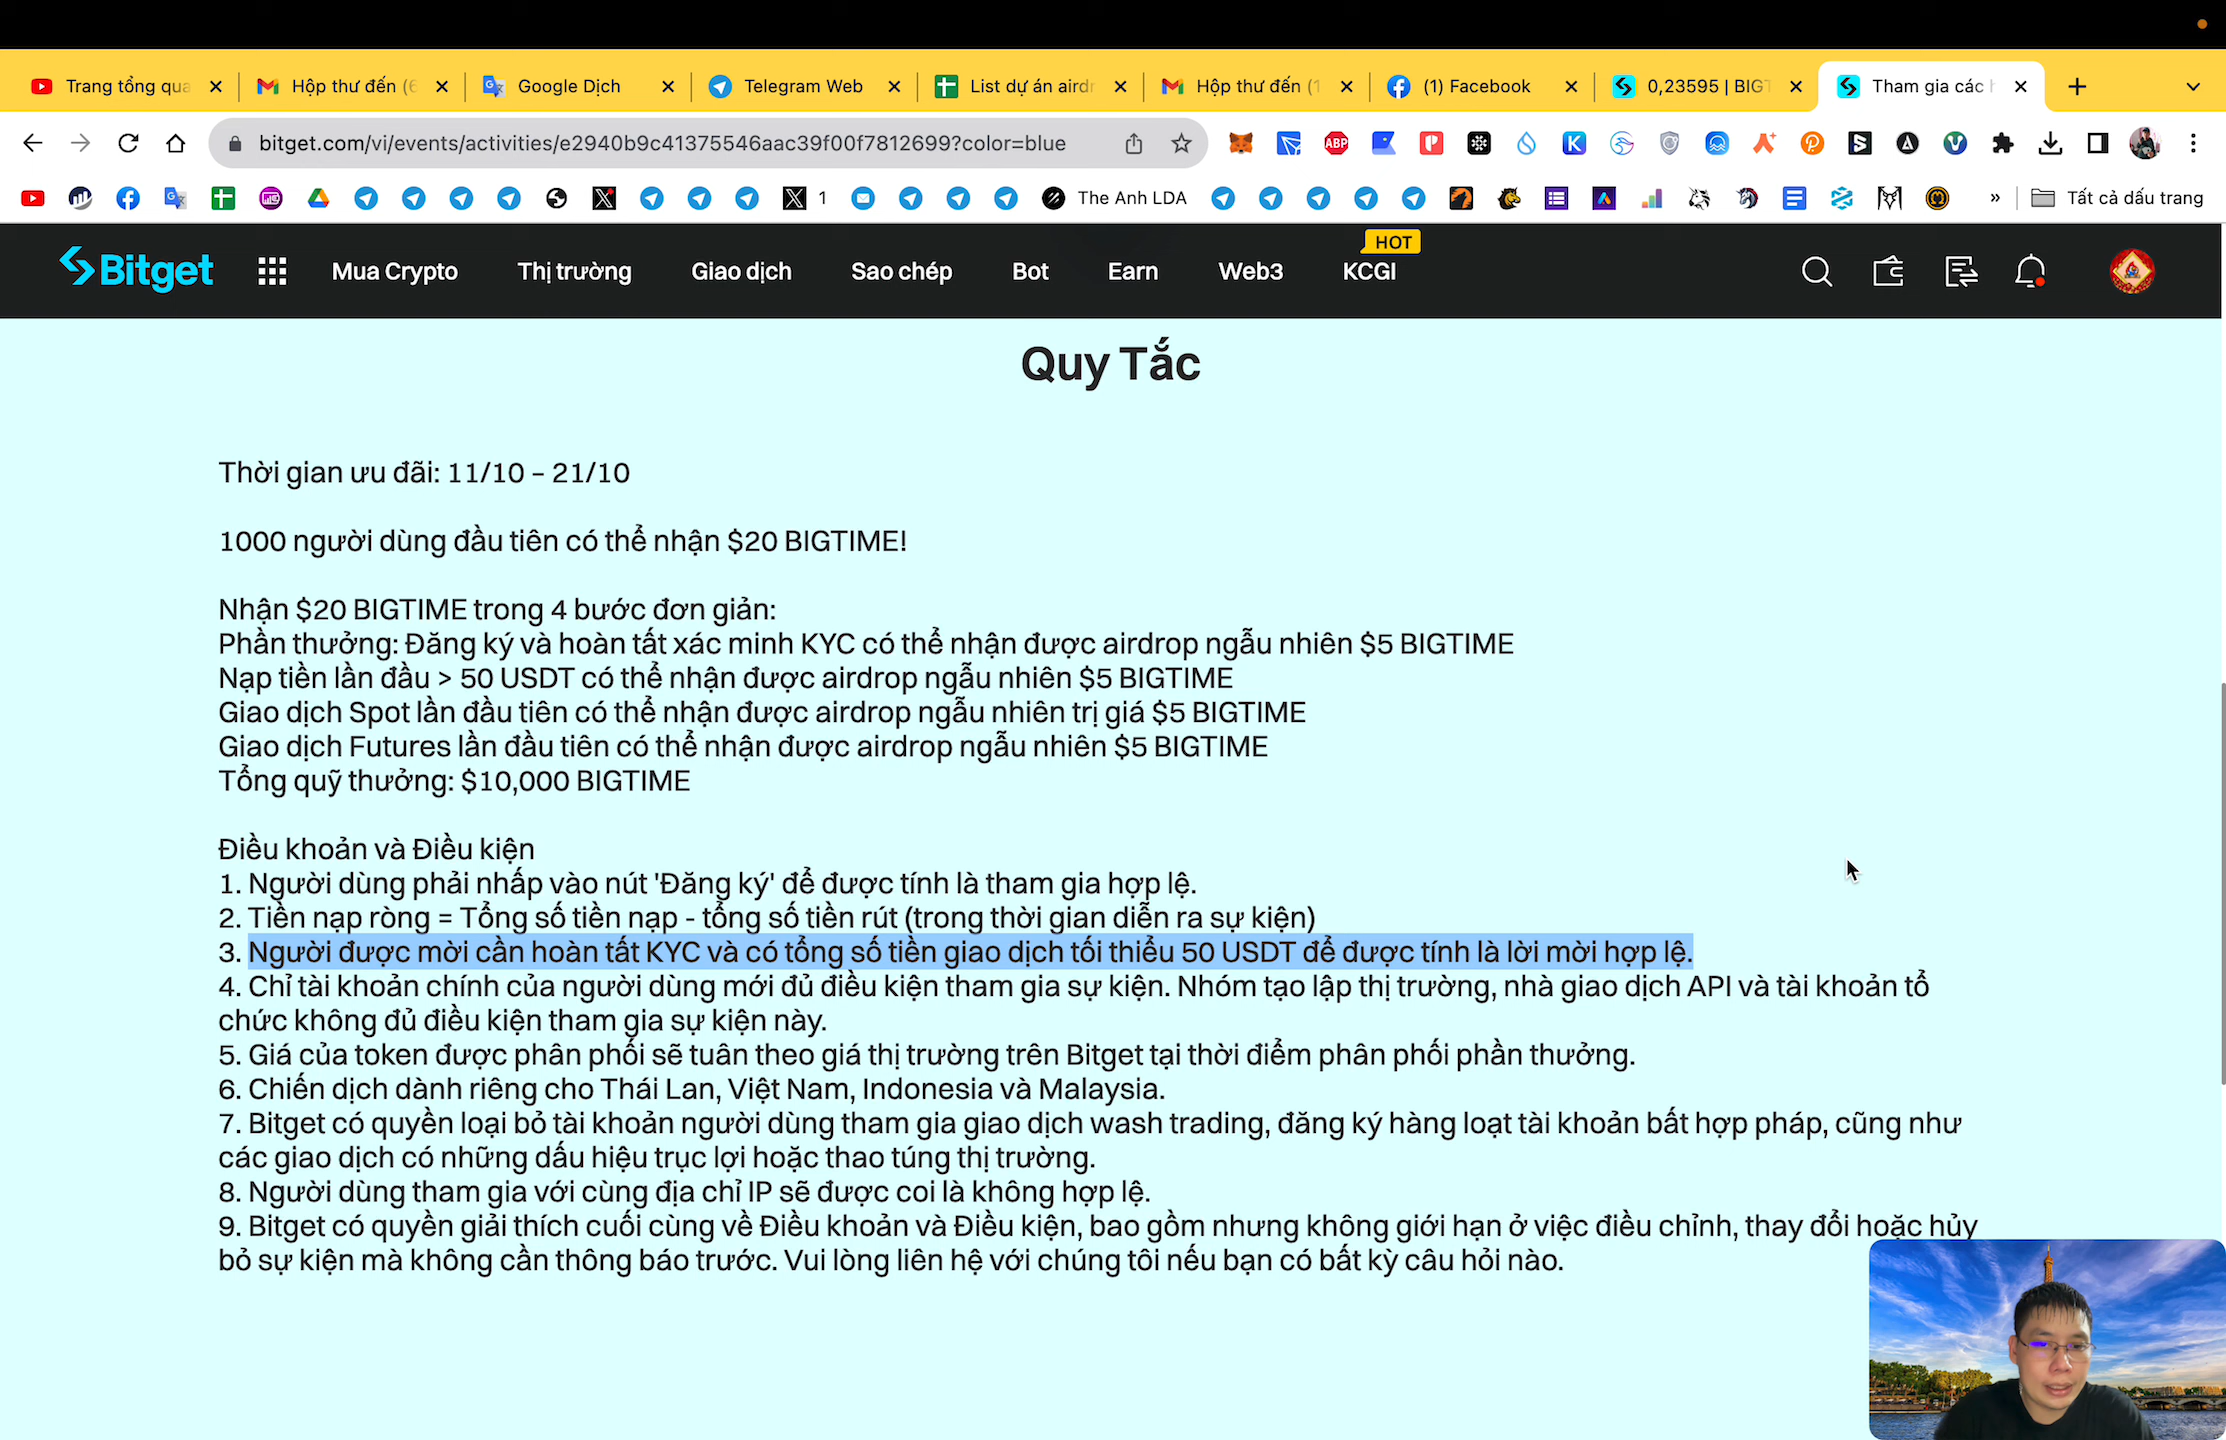 Trang tổng qua
Hộp thư đến (6
Google Dịch
Telegram Web
List dự án airdr
Hộp thư đến (1
(1) Facebook
0,23595 | BIGT
Tham gia các h
bitget.com/vi/events/activities/e2940b9c41375546aac39f00f7812699?color=blue
ABP
1
The Anh LDA
»
Tất cả dấu trang
Bitget
Mua Crypto
Thị trường
Giao dịch
Sao chép
Bot
Earn
Web3
HOT
KCGI
Quy Tắc
Thời gian ưu đãi: 11/10 – 21/10
1000 người dùng đầu tiên có thể nhận $20 BIGTIME!
Nhận $20 BIGTIME trong 4 bước đơn giản:
Phần thưởng: Đăng ký và hoàn tất xác minh KYC có thể nhận được airdrop ngẫu nhiên $5 BIGTIME
Nạp tiền lần đầu > 50 USDT có thể nhận được airdrop ngẫu nhiên $5 BIGTIME
Giao dịch Spot lần đầu tiên có thể nhận được airdrop ngẫu nhiên trị giá $5 BIGTIME
Giao dịch Futures lần đầu tiên có thể nhận được airdrop ngẫu nhiên $5 BIGTIME
Tổng quỹ thưởng: $10,000 BIGTIME
Điều khoản và Điều kiện
1. Người dùng phải nhấp vào nút 'Đăng ký' để được tính là tham gia hợp lệ.
2. Tiền nạp ròng = Tổng số tiền nạp - tổng số tiền rút (trong thời gian diễn ra sự kiện)
3. Người được mời cần hoàn tất KYC và có tổng số tiền giao dịch tối thiểu 50 USDT để được tính là lời mời hợp lệ.
4. Chỉ tài khoản chính của người dùng mới đủ điều kiện tham gia sự kiện. Nhóm tạo lập thị trường, nhà giao dịch API và tài khoản tổ
chức không đủ điều kiện tham gia sự kiện này.
5. Giá của token được phân phối sẽ tuân theo giá thị trường trên Bitget tại thời điểm phân phối phần thưởng.
6. Chiến dịch dành riêng cho Thái Lan, Việt Nam, Indonesia và Malaysia.
7. Bitget có quyền loại bỏ tài khoản người dùng tham gia giao dịch wash trading, đăng ký hàng loạt tài khoản bất hợp pháp, cũng như
các giao dịch có những dấu hiệu trục lợi hoặc thao túng thị trường.
8. Người dùng tham gia với cùng địa chỉ IP sẽ được coi là không hợp lệ.
9. Bitget có quyền giải thích cuối cùng về Điều khoản và Điều kiện, bao gồm nhưng không giới hạn ở việc điều chỉnh, thay đổi hoặc hủy
bỏ sự kiện mà không cần thông báo trước. Vui lòng liên hệ với chúng tôi nếu bạn có bất kỳ câu hỏi nào.